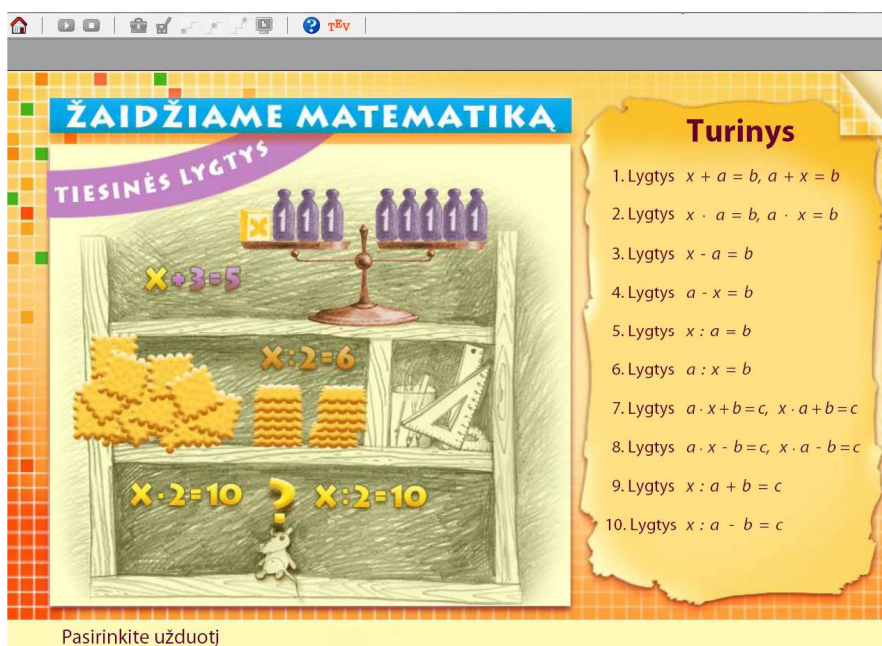 TEV
ŽAIDŽIAME MATEMATIKĄ
TIESINĖS LYGTYS
x 1 1 1 1 1 1 1 1
x+3=5
x:2=6
x·2=10 ? x:2=10
Turinys
1. Lygtys x + a = b, a + x = b
2. Lygtys x · a = b, a · x = b
3. Lygtys x - a = b
4. Lygtys a - x = b
5. Lygtys x : a = b
6. Lygtys a : x = b
7. Lygtys a · x + b = c, x · a + b = c
8. Lygtys a · x - b = c, x · a - b = c
9. Lygtys x : a + b = c
10. Lygtys x : a - b = c
Pasirinkite užduotį